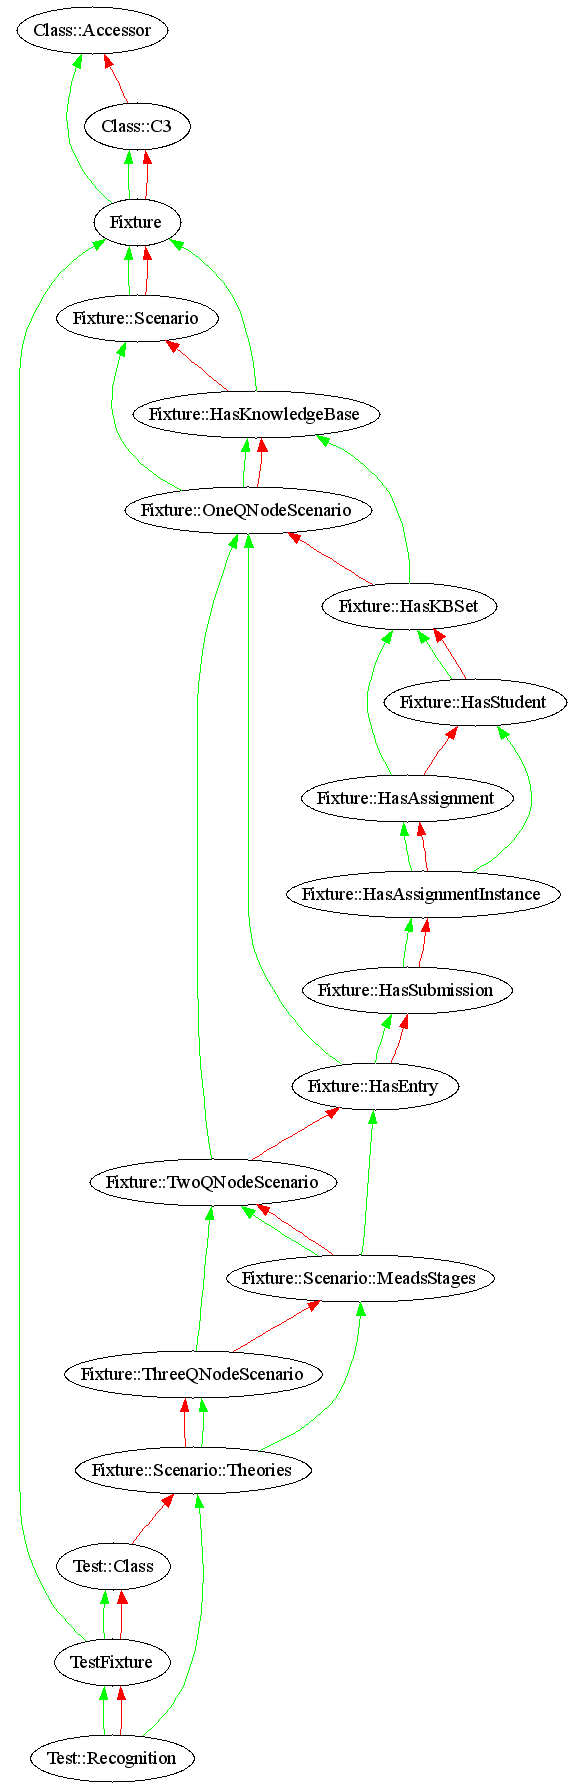 Class::Accessor
Class::C3
Fixture
Fixture::Scenario
Fixture::HasKnowledgeBase
Fixture::OneQNodeScenario
Fixture::HasKBSet
Fixture::HasStudent
Fixture::HasAssignment
Fixture::HasAssignmentInstance
Fixture::HasSubmission
Fixture::HasEntry
Fixture::TwoQNodeScenario
Fixture::Scenario::MeadsStages
Fixture::ThreeQNodeScenario
Fixture::Scenario::Theories
Test::Class
TestFixture
Test::Recognition